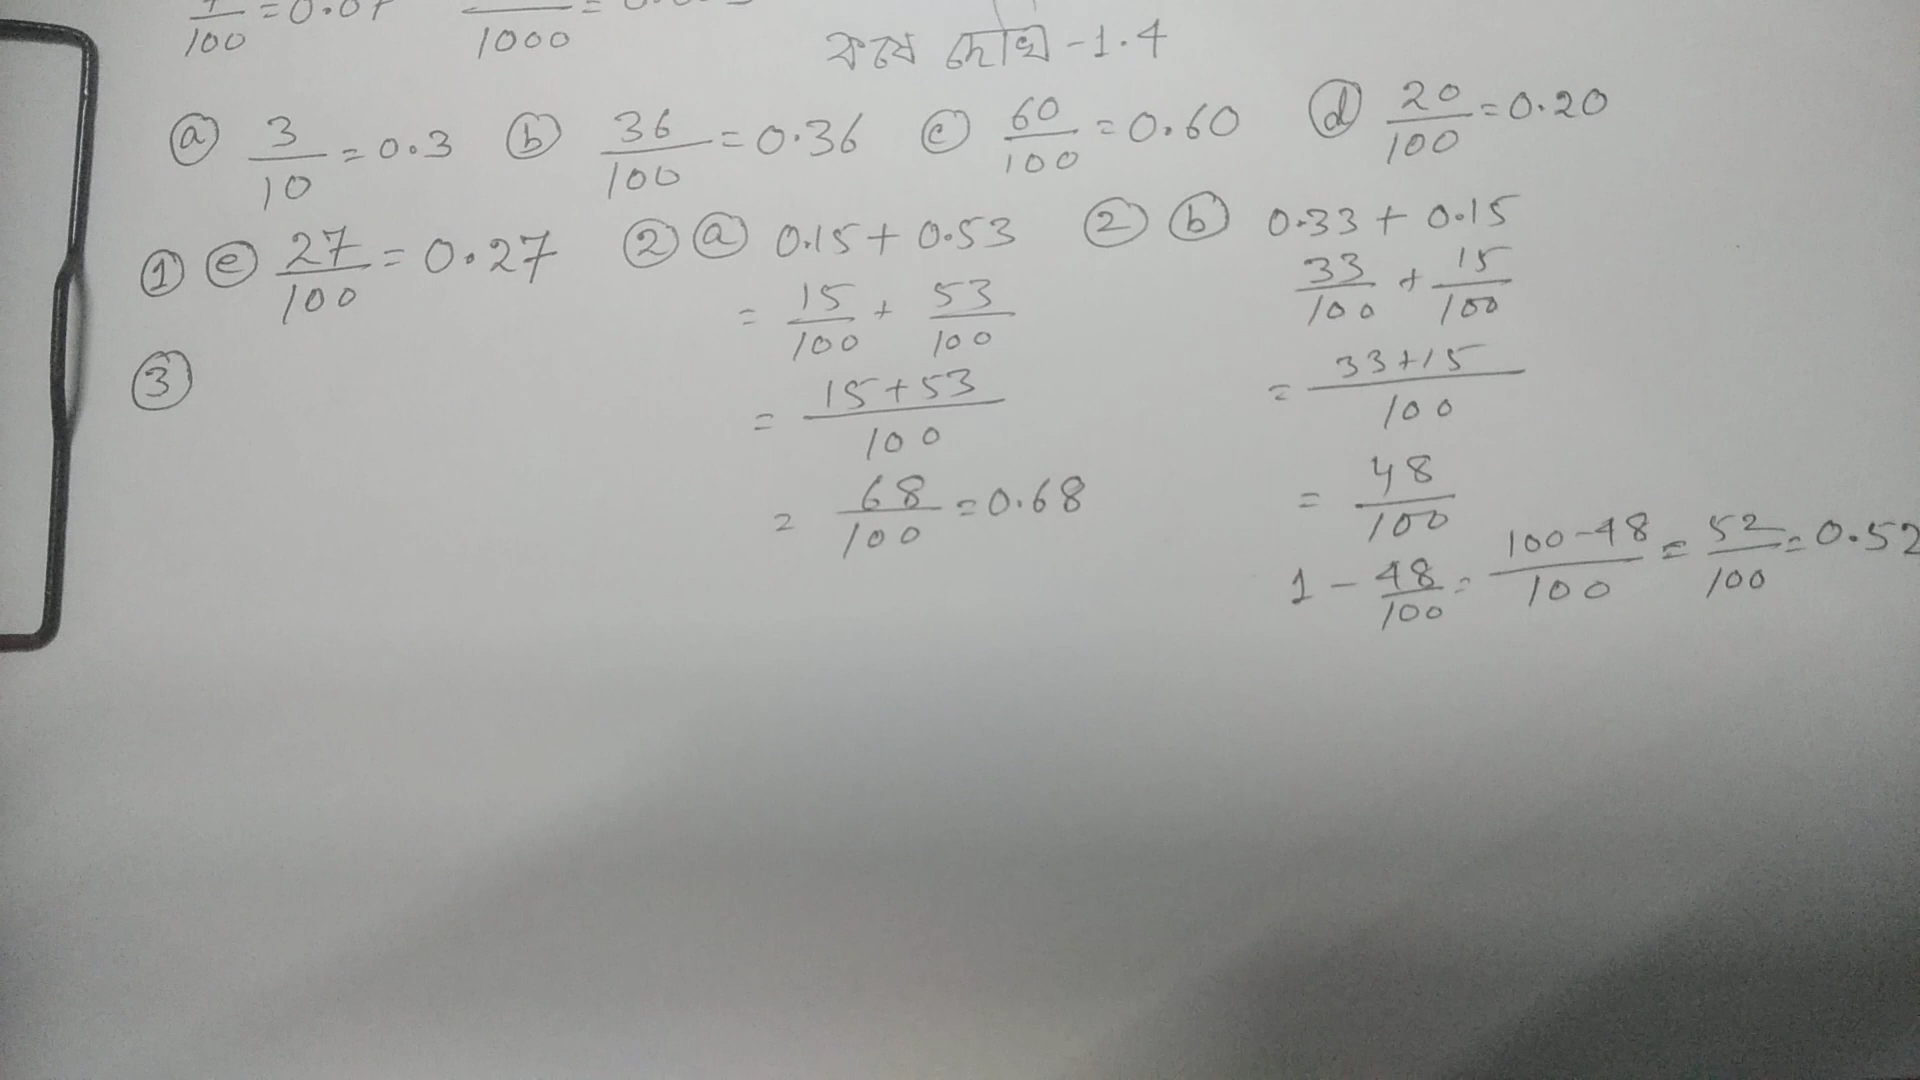 /100 = 0.01
1000
কষে দেখি - 1.4
ⓐ 3/10 = 0.3 ⓑ 36/100 = 0.36 ⓒ 60/100 = 0.60 ⓓ 20/100 = 0.20
① ⓔ 27/100 = 0.27 ② ⓐ 0.15 + 0.53 ② ⓑ 0.33 + 0.15
= 15/100 + 53/100
33/100 + 15/100
③
= 15+53/100
= 33+15/100
= 68/100 = 0.68
= 48/100
1 - 48/100 = 100-48/100 = 52/100 = 0.52